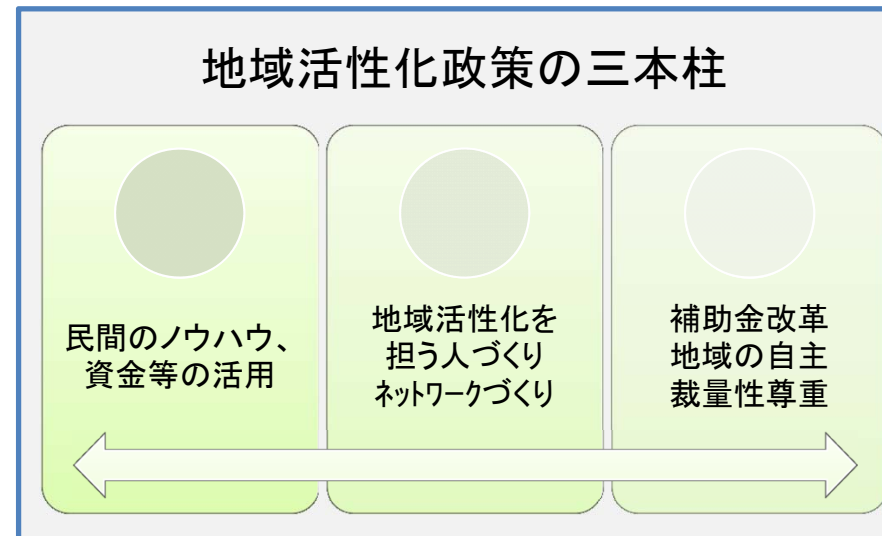 地域活性化政策の三本柱
民間のノウハウ、
資金等の活用
地域活性化を
担う人づくり
ネットワークづくり
補助金改革
地域の自主
裁量性尊重